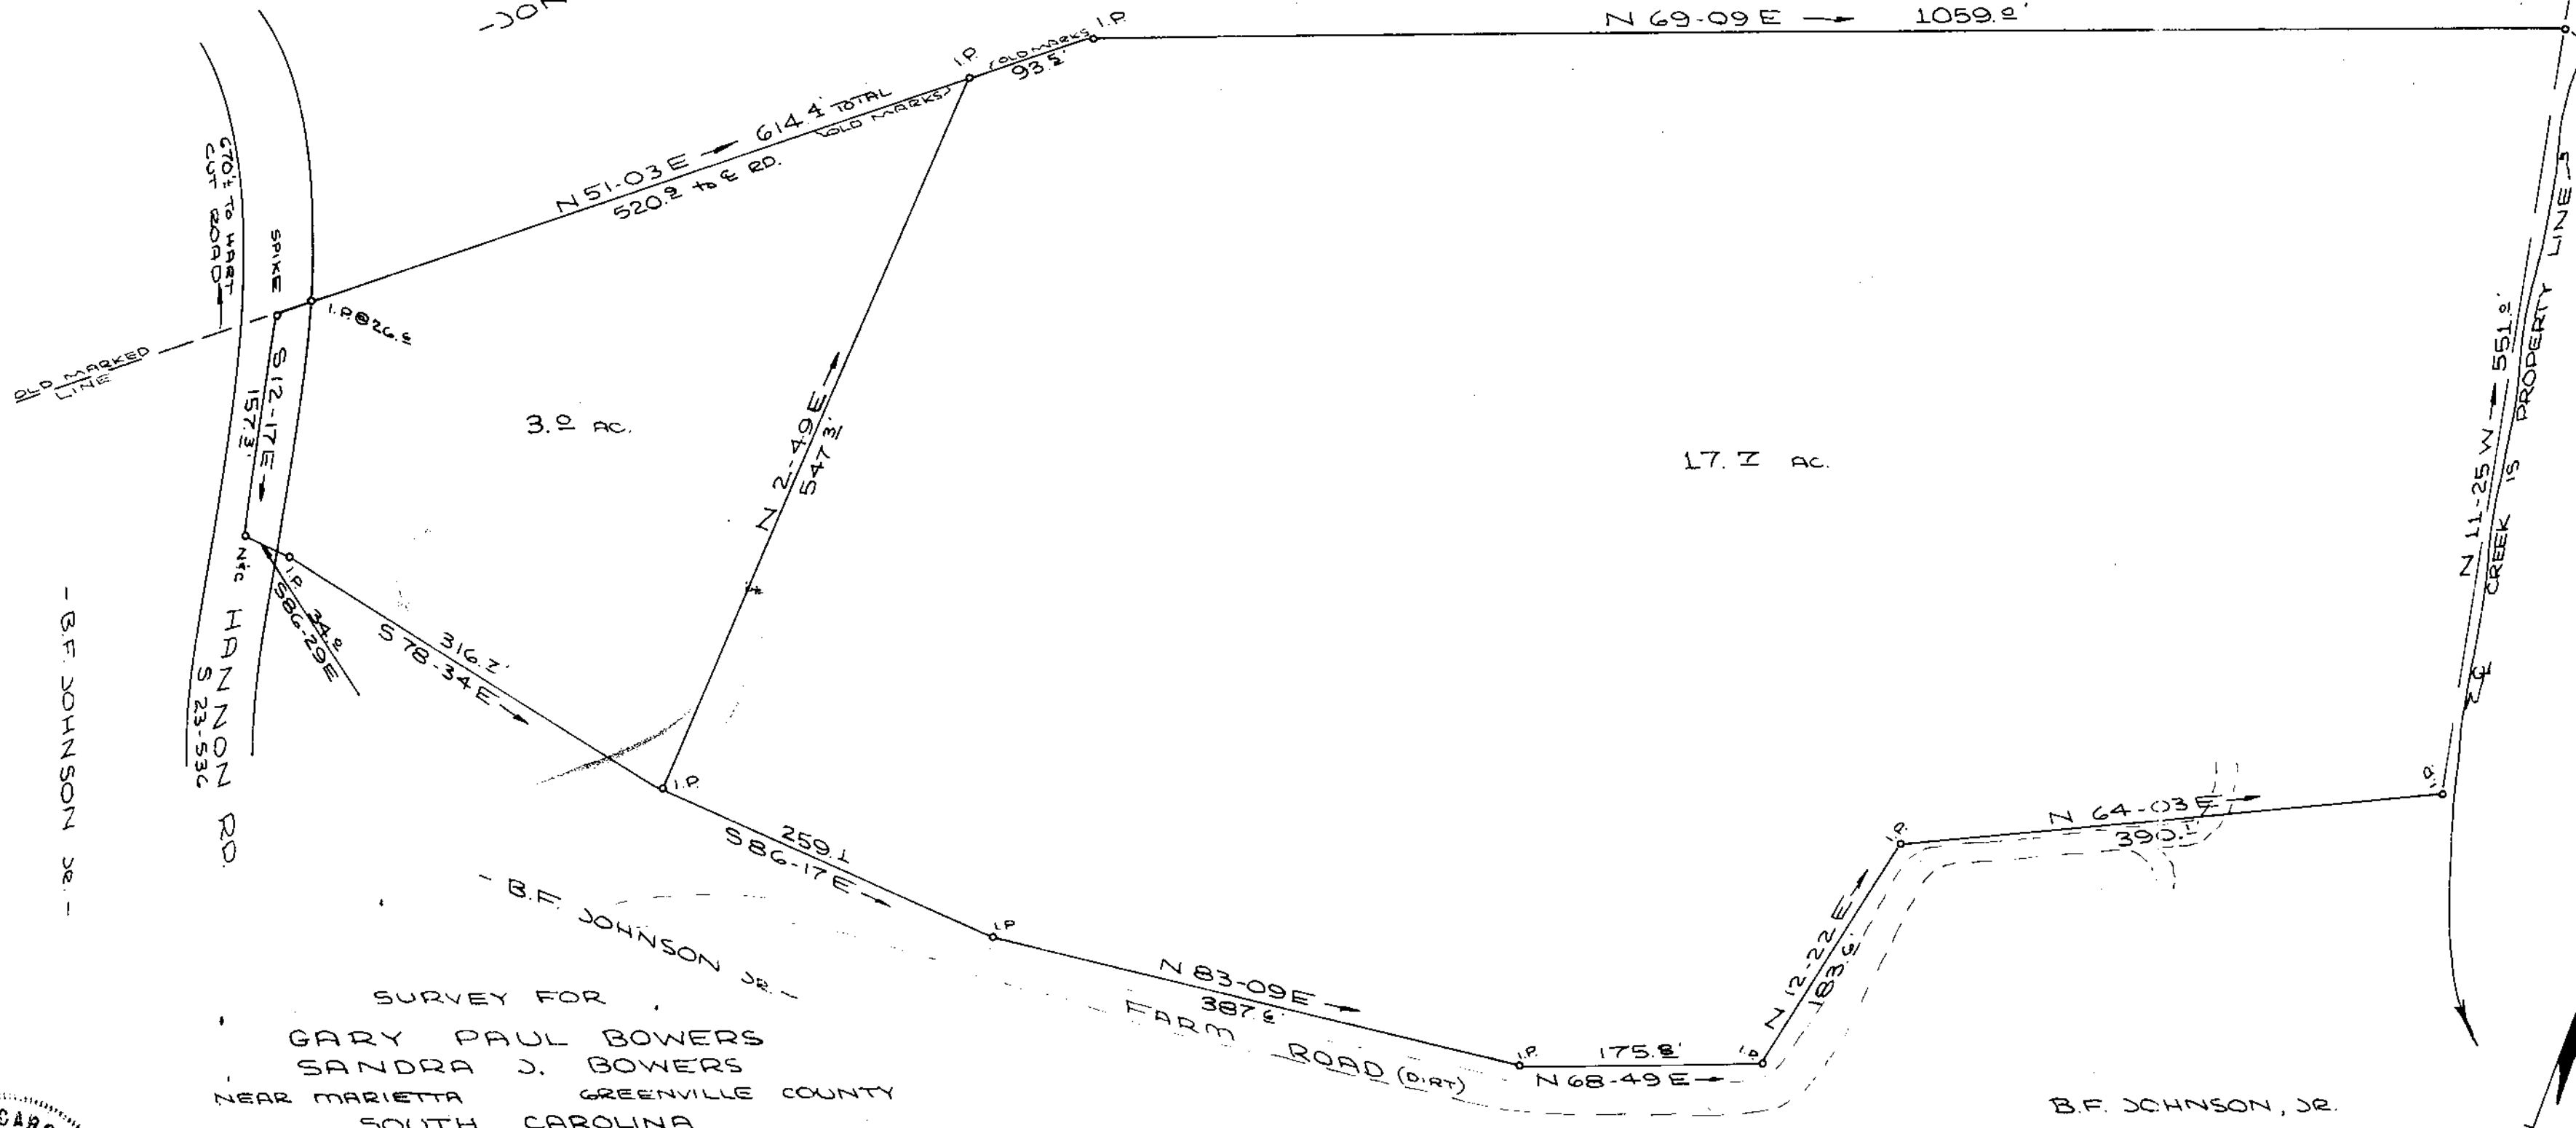 N 69-09 E 1059.0'
I.P.
(OLD MARKS)
93.5'
I.P.
N 51-03 E 614.4' TOTAL
(OLD MARKS)
520.9 to ℄ RD.
670'± TO HART
CUT ROAD
SPIKE
I.P. @ 26.5
OLD MARKED
LINE
S 12-17 E
157.3'
3.0 AC.
N 2-49 E
547.3'
17.7 AC.
N 11-25 W 551.0'
℄ CREEK IS PROPERTY LINE
N&C
I.P.
34.0
S 86-29 E
316.7'
S 78-34 E
HANNON RD.
S 23-536
- B.F. JOHNSON JR. -
I.P.
259.1
S 86-17 E
- B.F. JOHNSON JR. -
I.P.
N 83-09 E
387.6'
FARM ROAD (DIRT)
I.P.
175.8'
N 68-49 E
I.P.
N 12-22 E
183.6'
I.P.
N 64-03 E
390.1'
I.P.
SURVEY FOR
GARY PAUL BOWERS
SANDRA J. BOWERS
NEAR MARIETTA GREENVILLE COUNTY
SOUTH CAROLINA
B.F. JOHNSON, JR.